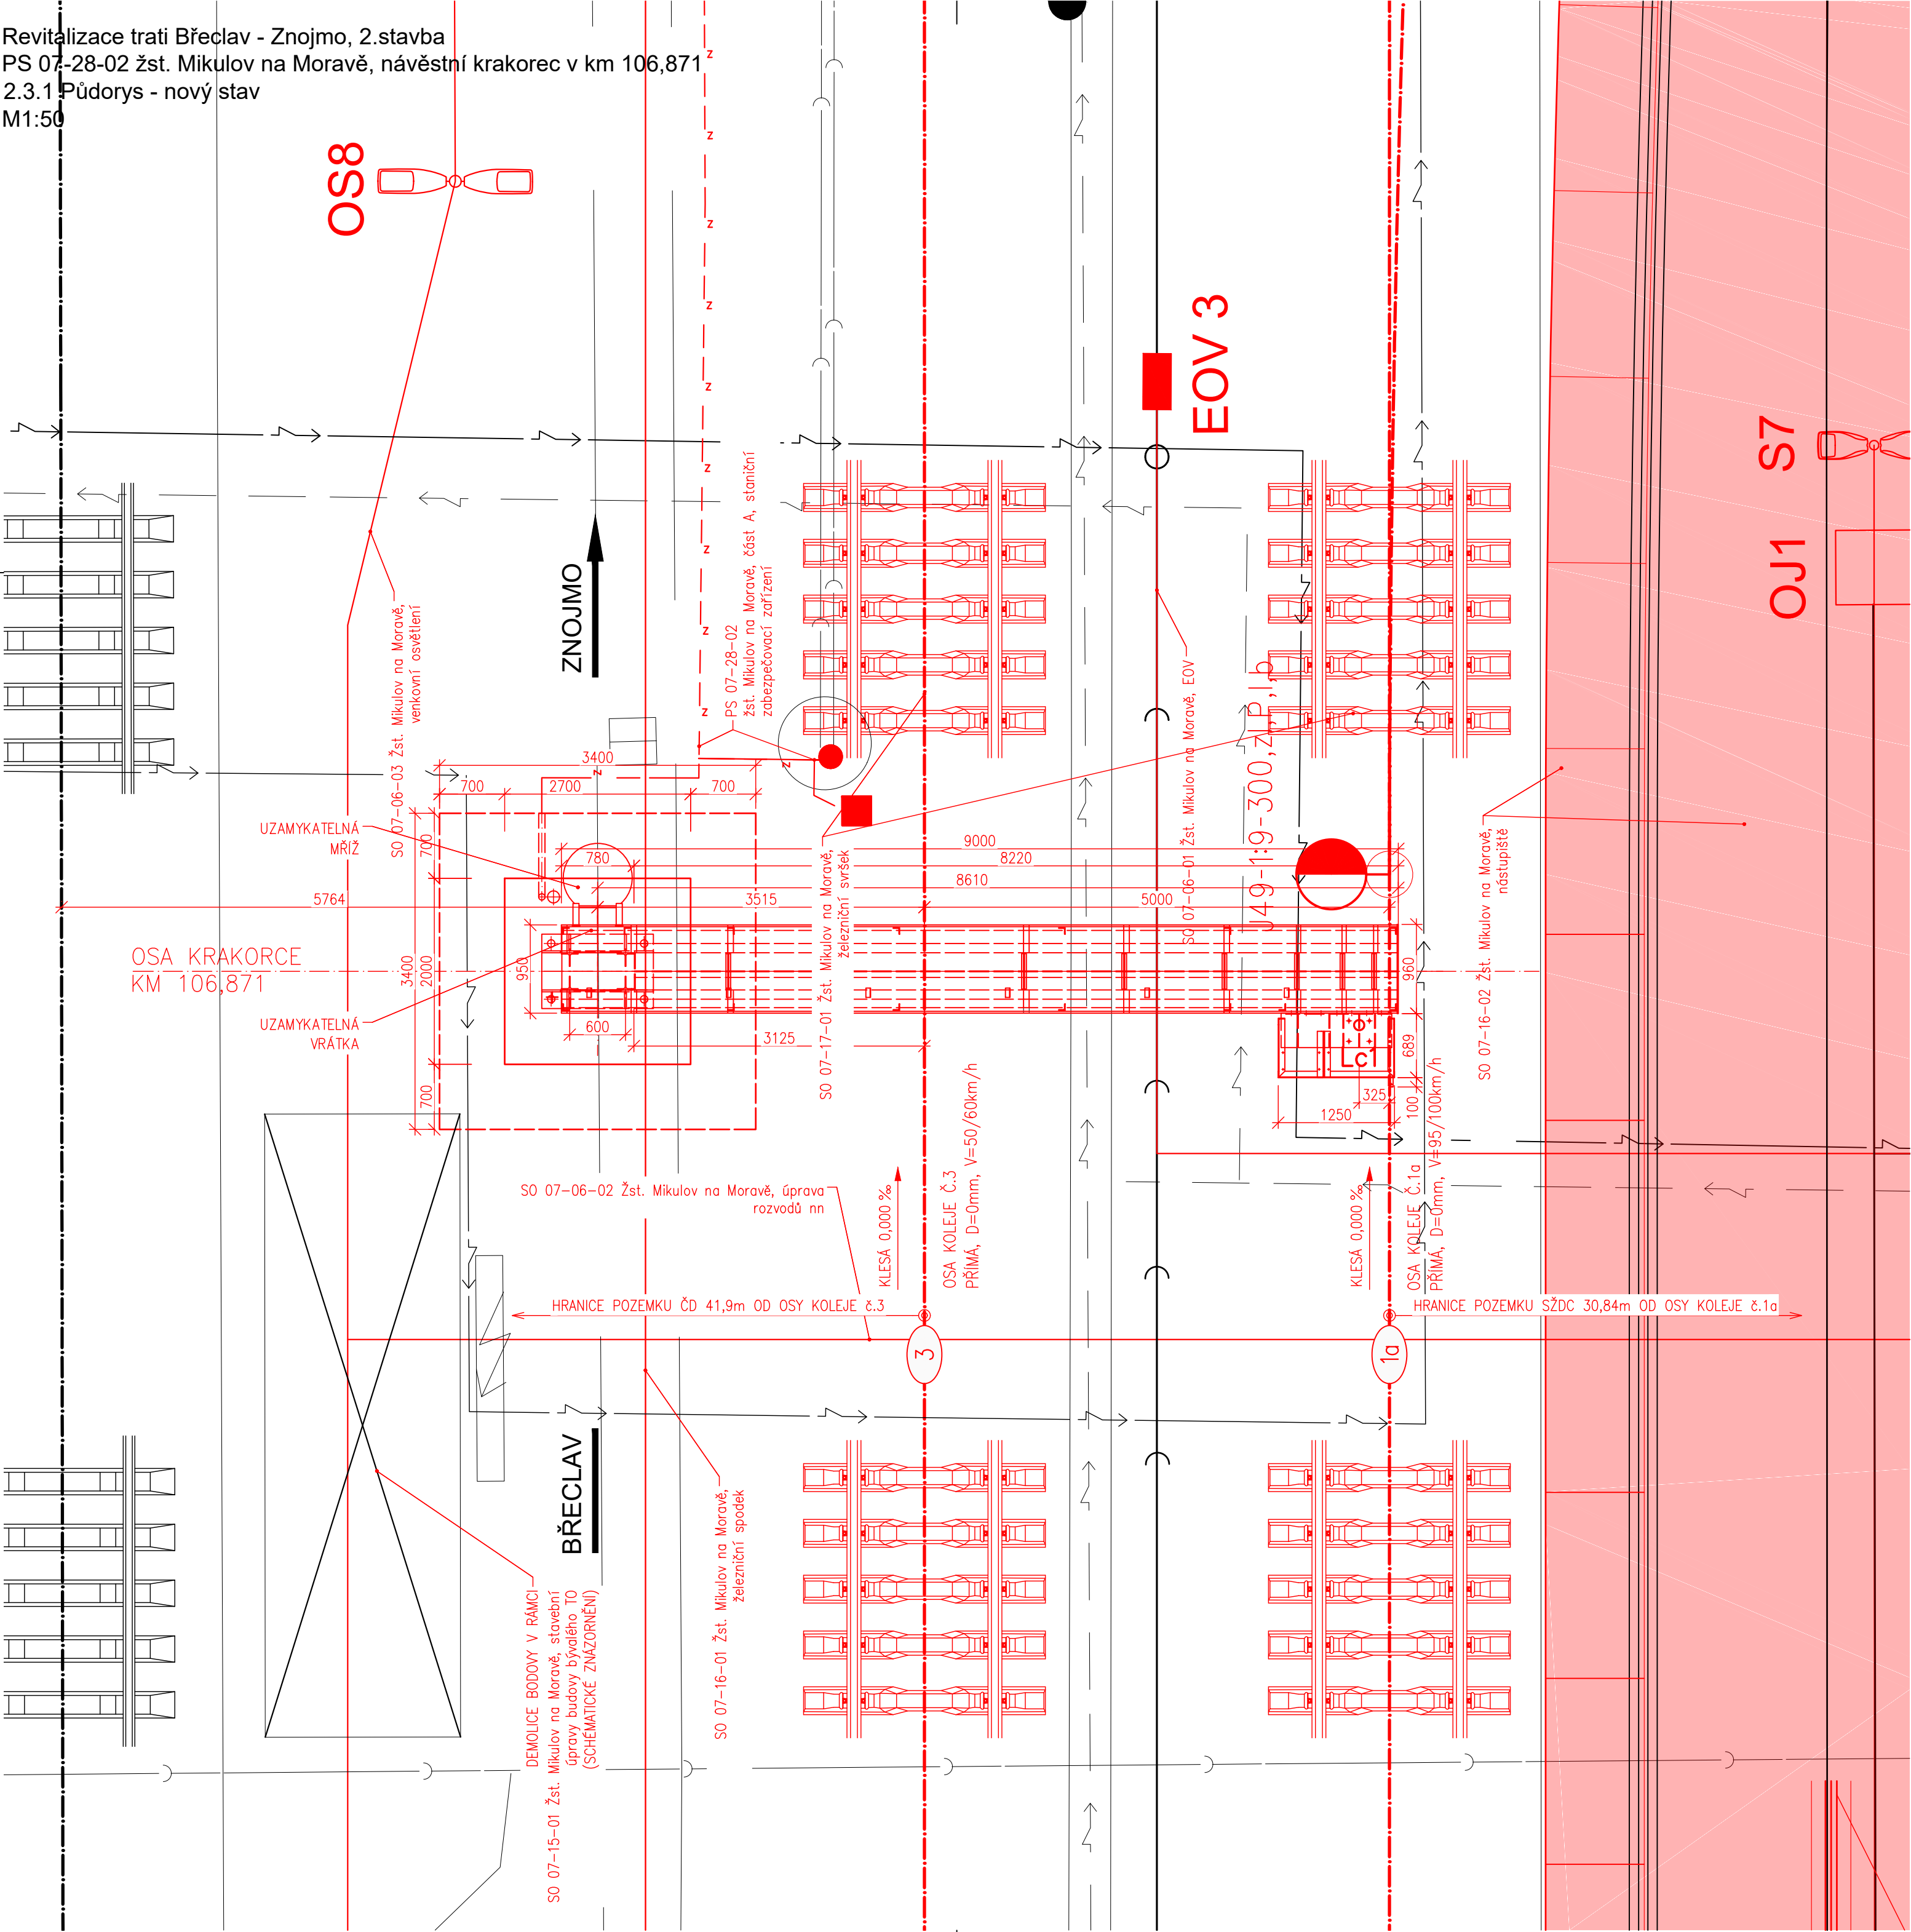 Revitalizace trati Břeclav - Znojmo, 2.stavba
PS 07-28-02 žst. Mikulov na Moravě, návěstní krakorec v km 106,871
2.3.1 Půdorys - nový stav
M1:50
OS8
EOV 3
S7
OJ1
ZNOJMO
SO 07-06-03 Žst. Mikulov na Moravě,
venkovní osvětlení
PS 07-28-02
žst. Mikulov na Moravě, část A, staniční
zabezpečovací zařízení
SO 07-06-01 Žst. Mikulov na Moravě, EOV
J49-1:9-300,zl,P,l,b
SO 07-16-02 Žst. Mikulov na Moravě,
nástupiště
SO 07-17-01 Žst. Mikulov na Moravě,
železniční svršek
3400
700
2700
700
UZAMYKATELNÁ
MŘÍŽ
700
780
9000
8220
8610
5764
3515
5000
OSA KRAKORCE
KM 106,871
3400
2000
950
960
UZAMYKATELNÁ
VRÁTKA
600
3125
689
Lc1
700
325
1250
100
SO 07-06-02 Žst. Mikulov na Moravě, úprava
rozvodů nn
KLESÁ 0,000 ‰
OSA KOLEJE Č.3
PŘÍMÁ, D=0mm, V=50/60km/h
KLESÁ 0,000 ‰
OSA KOLEJE Č.1a
PŘÍMÁ, D=0mm, V=95/100km/h
HRANICE POZEMKU ČD 41,9m OD OSY KOLEJE č.3
HRANICE POZEMKU SŽDC 30,84m OD OSY KOLEJE č.1a
3
1a
BŘECLAV
DEMOLICE BODOVY V RÁMCI
SO 07-15-01 Žst. Mikulov na Moravě, stavební
úpravy budovy bývalého TO
(SCHÉMATICKÉ ZNÁZORNĚNÍ)
SO 07-16-01 Žst. Mikulov na Moravě,
železniční spodek
z
z
z
z
z
z
z
z
z
z
z